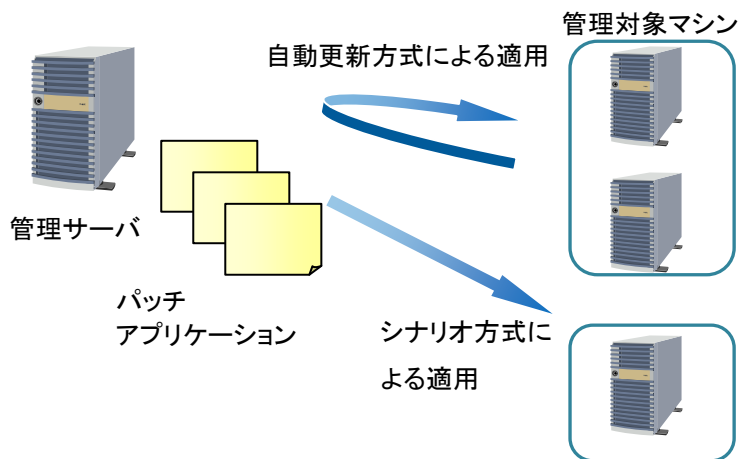 管理対象マシン
自動更新方式による適用
管理サーバ
パッチ
アプリケーション
シナリオ方式に
よる適用